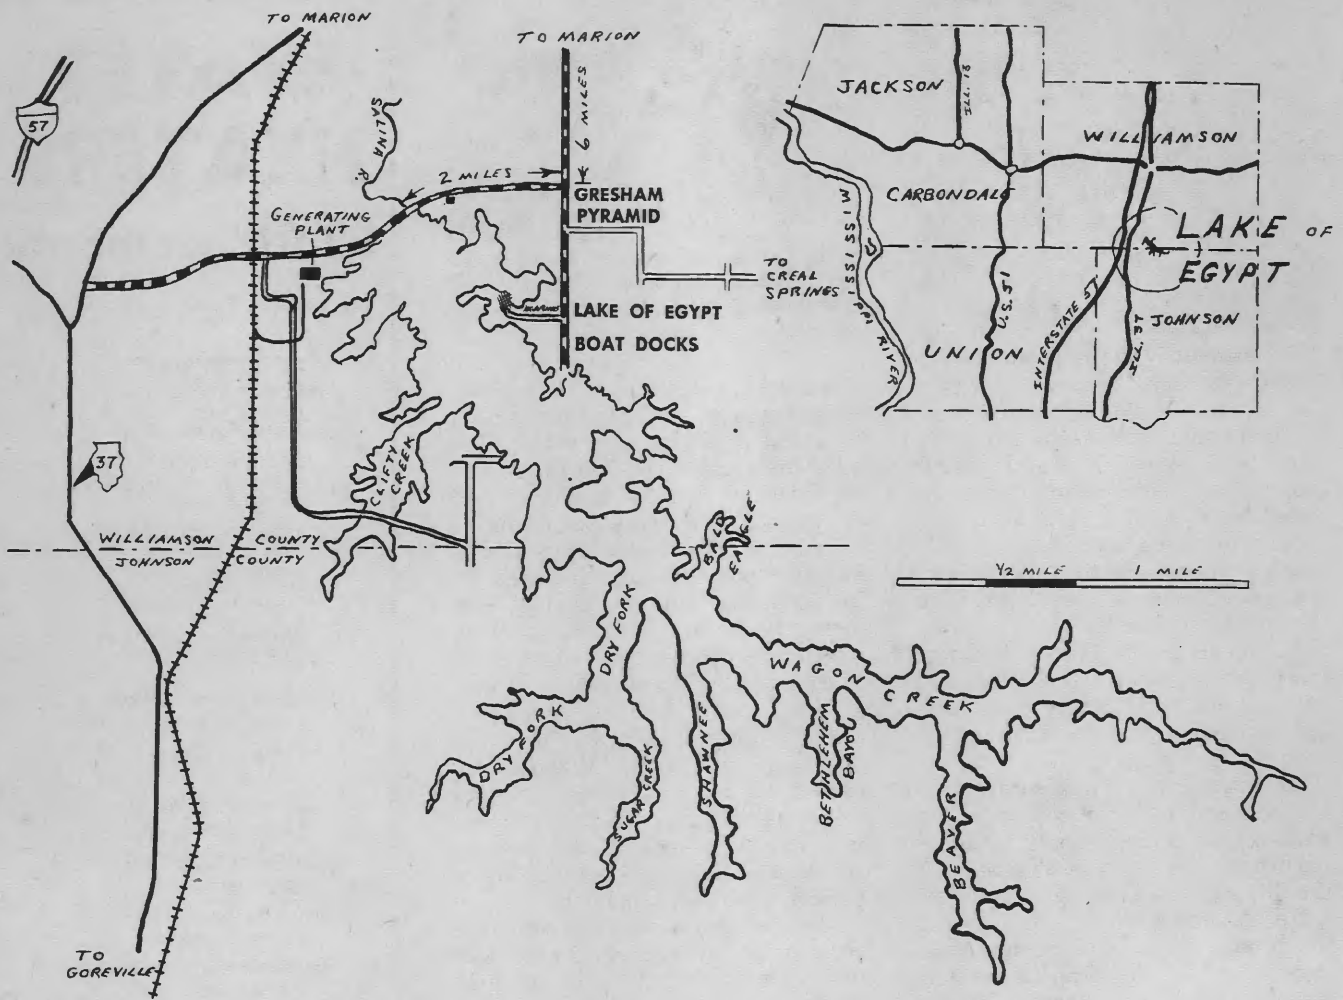 TO MARION
TO MARION
57
6 MILES
SALINA R.
2 MILES
GRESHAM
PYRAMID
GENERATING
PLANT
TO
CREAL
SPRINGS
LAKE OF EGYPT
BOAT DOCKS
CLIFTY
CREEK
37
WILLIAMSON COUNTY
JOHNSON COUNTY
BALD
EAGLE
DRY FORK
DRY FORK
SUGAR CREEK
SHAWNEE
WAGON
CREEK
BETHLEHEM
BAYOU
BEAVER
½ MILE 1 MILE
TO
GOREVILLE
JACKSON
ILL. 13
WILLIAMSON
CARBONDALE
MISSISSIPPI RIVER
LAKE OF
EGYPT
U.S. 51
UNION
INTERSTATE 57
ILL. 37
JOHNSON